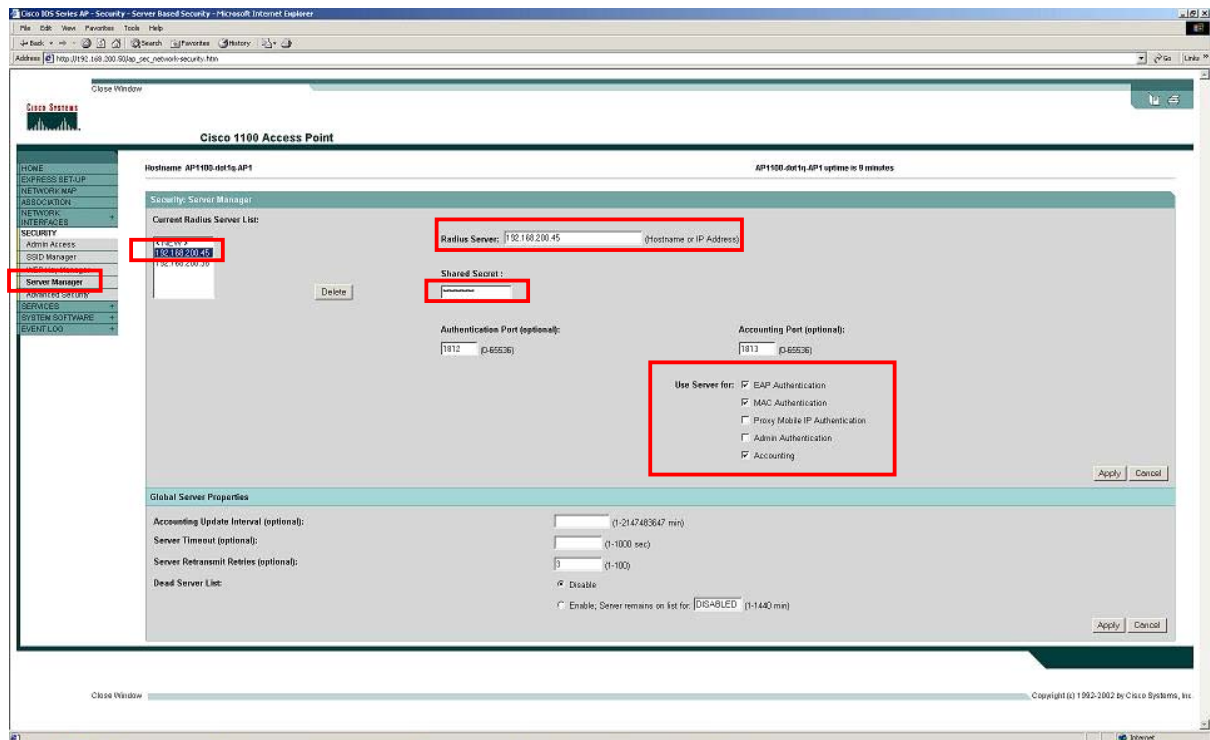 Cisco IOS Series AP - Security - Server Based Security - Microsoft Internet Explorer
File Edit View Favorites Tools Help
Back Search Favorites History
Address http://192.168.200.50/ap_sec_network-security.htm Go Links »
Close Window
Cisco Systems
Cisco 1100 Access Point
HOME
EXPRESS SET-UP
NETWORK MAP
ASSOCIATION
NETWORK INTERFACES +
SECURITY
Admin Access
SSID Manager
Server Manager
Advanced Security
SERVICES +
SYSTEM SOFTWARE +
EVENT LOG +
Hostname AP1100-dot1q-AP1 AP1100-dot1q-AP1 uptime is 9 minutes
Security: Server Manager
Current Radius Server List:
< NEW >
192.168.200.45
Delete
Radius Server: 192.168.200.45 (Hostname or IP Address)
Shared Secret :
Authentication Port (optional): Accounting Port (optional):
1812 (0-65536) 1813 (0-65536)
Use Server for: EAP Authentication
MAC Authentication
Proxy Mobile IP Authentication
Admin Authentication
Accounting
Apply Cancel
Global Server Properties
Accounting Update Interval (optional): (1-2147483647 min)
Server Timeout (optional): (1-1000 sec)
Server Retransmit Retries (optional): 3 (1-100)
Dead Server List: Disable
Enable; Server remains on list for: DISABLED (1-1440 min)
Apply Cancel
Close Window Copyright (c) 1992-2002 by Cisco Systems, Inc.
Internet